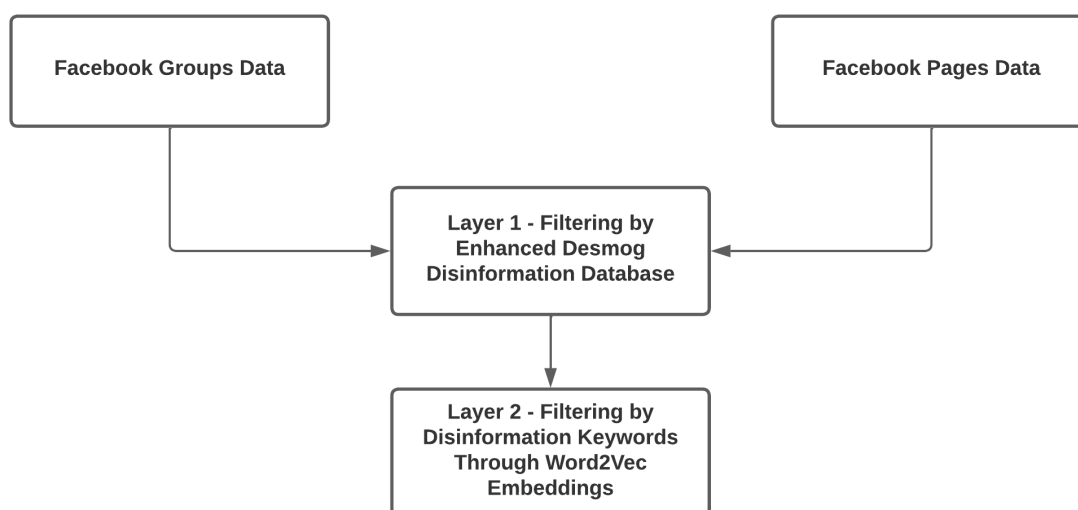 Facebook Groups Data
Facebook Pages Data
Layer 1 - Filtering by
Enhanced Desmog
Disinformation Database
Layer 2 - Filtering by
Disinformation Keywords
Through Word2Vec
Embeddings